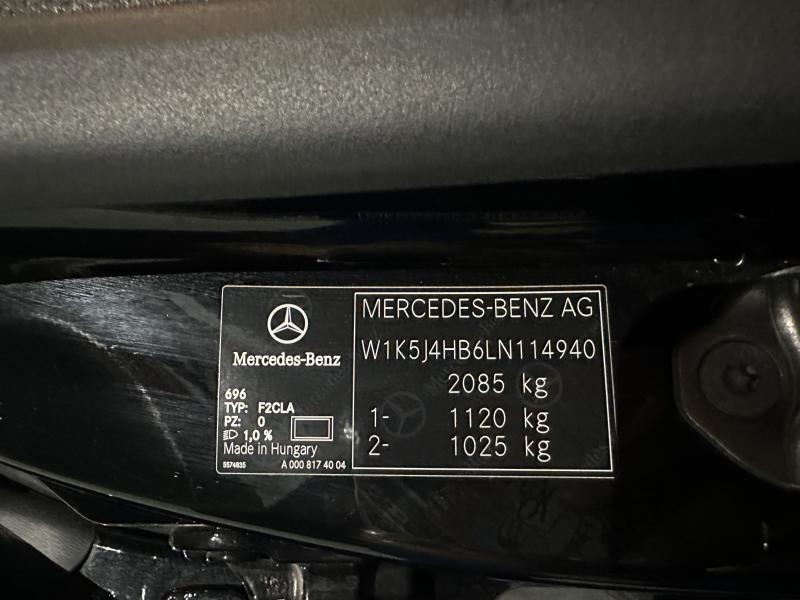 Mercedes-Benz
696
TYP: F2CLA
PZ: 0
1,0 %
Made in Hungary
5574835
A 000 817 40 04
MERCEDES-BENZ AG
W1K5J4HB6LN114940
2085 kg
1- 1120 kg
2- 1025 kg